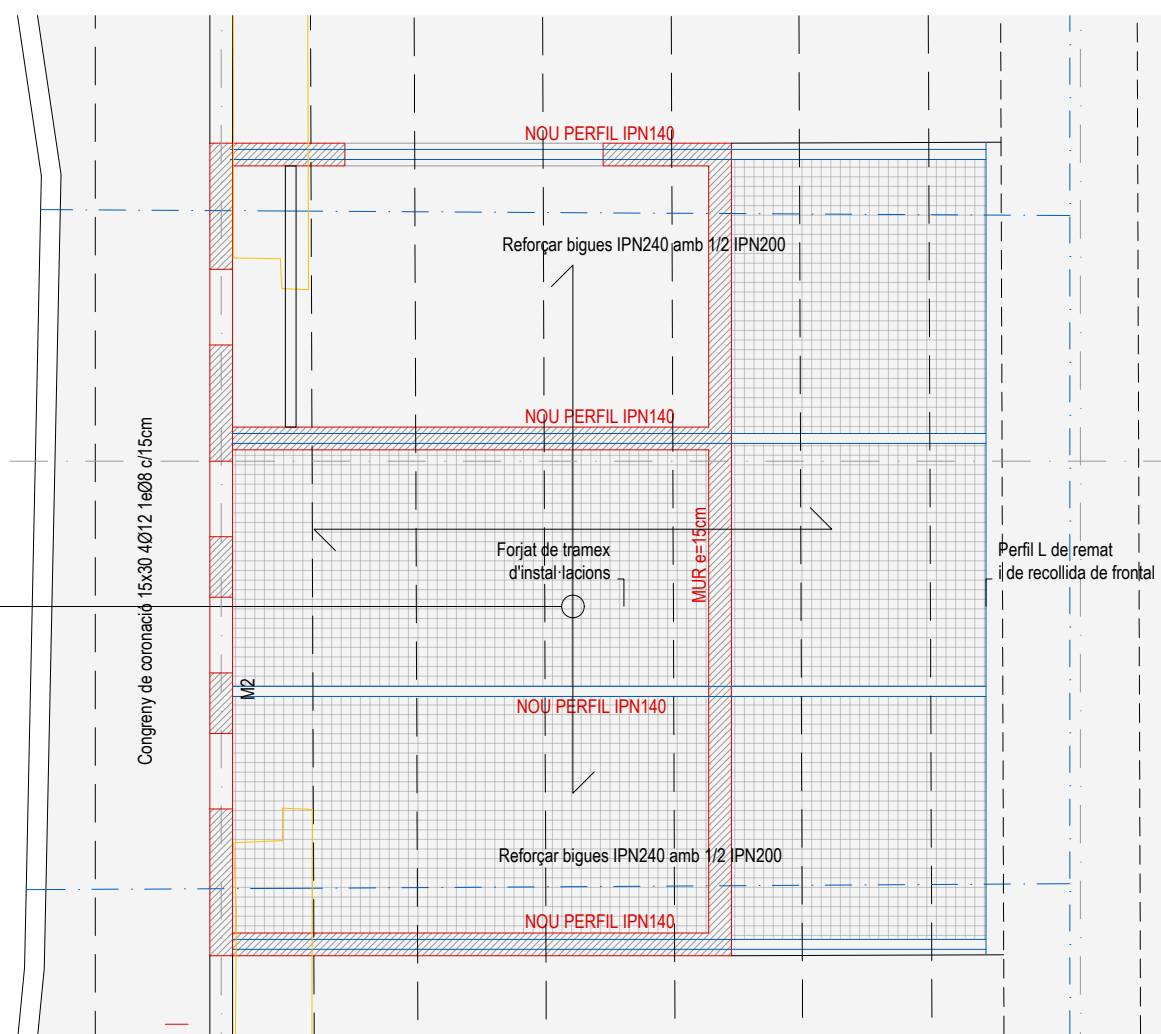 NOU PERFIL IPN140
Reforçar bigues IPN240 amb 1/2 IPN200
NOU PERFIL IPN140
Congreny de coronació 15x30 4Ø12 1eØ8 c/15cm
Forjat de tramex
d'instal·lacions
MUR e=15cm
Perfil L de remat
i de recollida de frontal
M2
NOU PERFIL IPN140
Reforçar bigues IPN240 amb 1/2 IPN200
NOU PERFIL IPN140